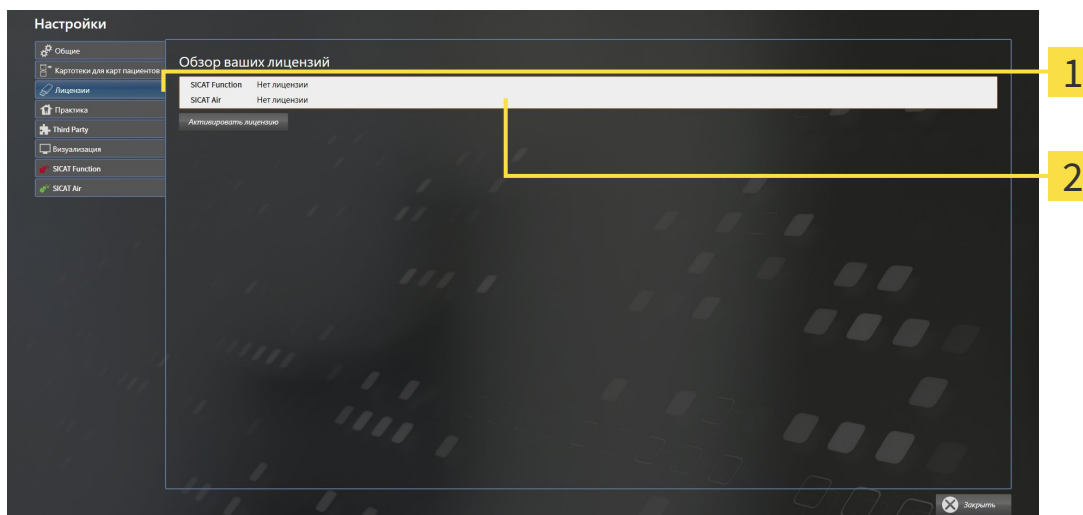 Настройки
Общие
Картотеки для карт пациентов
Лицензии
Практика
Third Party
Визуализация
SICAT Function
SICAT Air
Обзор ваших лицензий
SICAT Function Нет лицензии
SICAT Air Нет лицензии
Активировать лицензию
1
2
Закрыть